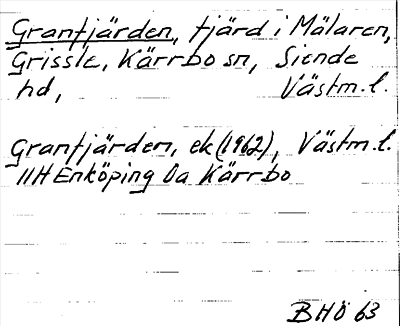 Granfjärden, fjärd i Mälaren,
Grissle, Kärrbo sn, Siende
hd, Västm.l.
Granfjärden, ek (1962), Västm.l.
11H Enköping 0a Kärrbo
BHÖ 63